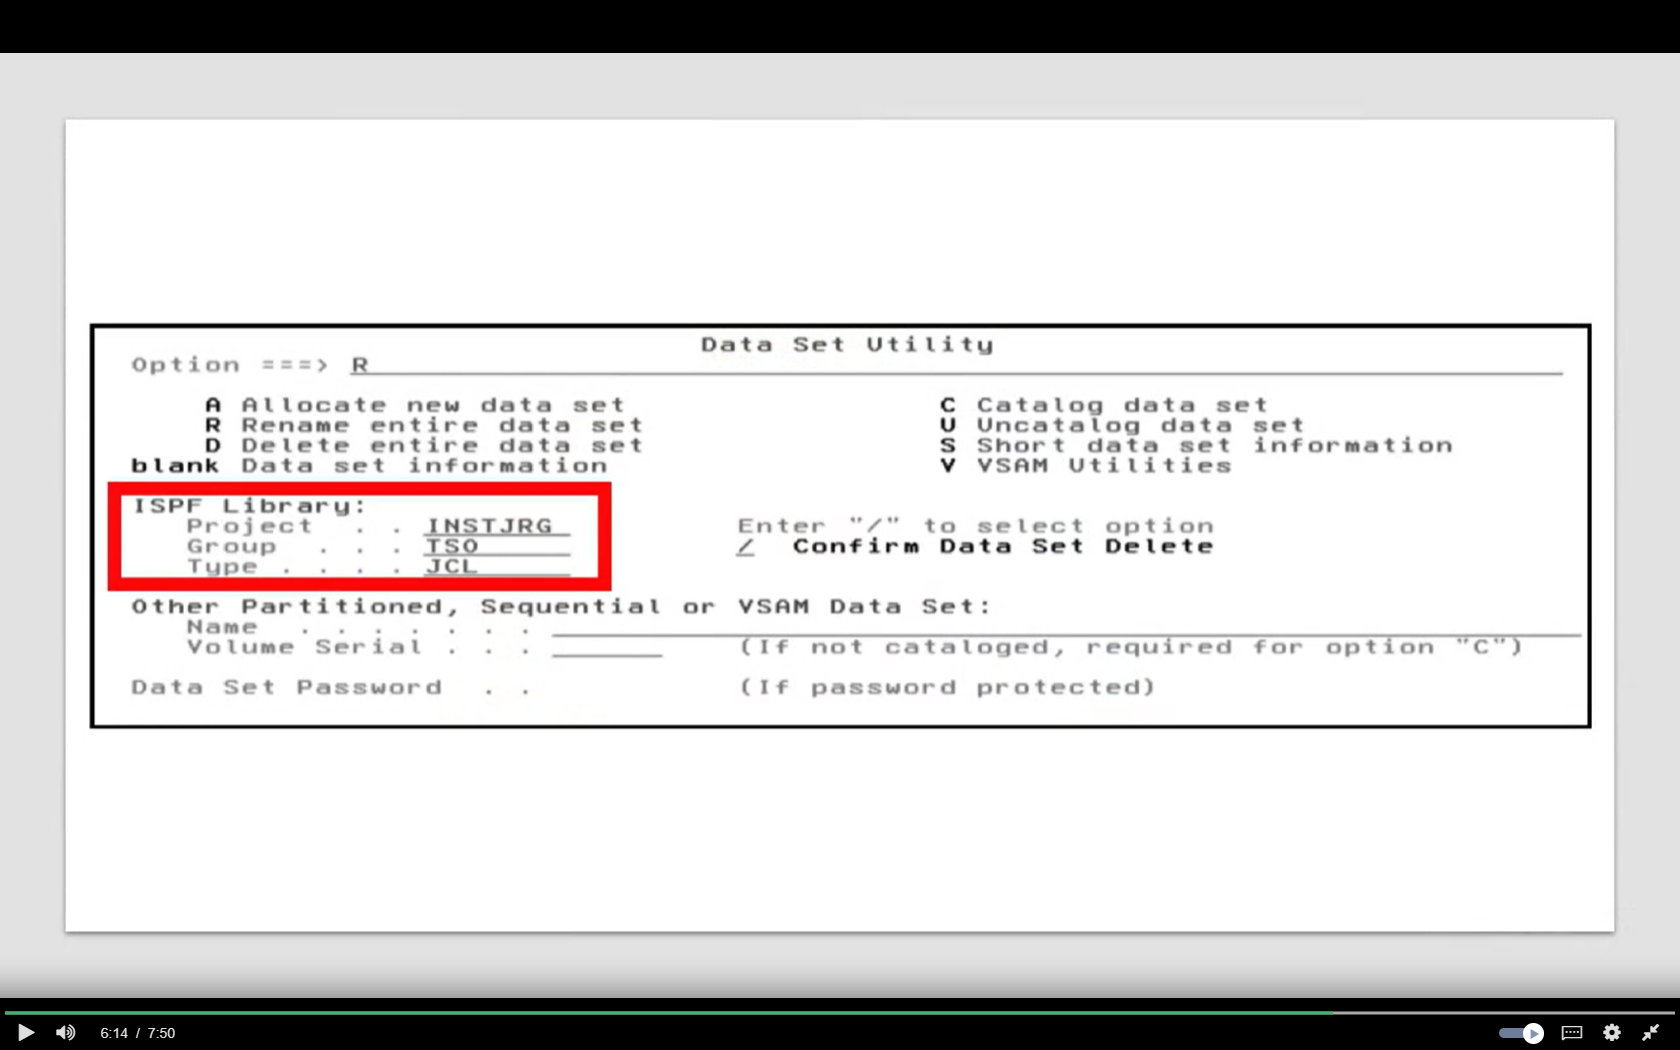 Data Set Utility
Option ===> R
A Allocate new data set C Catalog data set
R Rename entire data set U Uncatalog data set
D Delete entire data set S Short data set information
blank Data set information V VSAM Utilities
ISPF Library:
Project . . INSTJRG Enter "/" to select option
Group . . . TSO / Confirm Data Set Delete
Type . . . . JCL
Other Partitioned, Sequential or VSAM Data Set:
Name . . . . . . .
Volume Serial . . . (If not cataloged, required for option "C")
Data Set Password . . (If password protected)
6:14 / 7:50